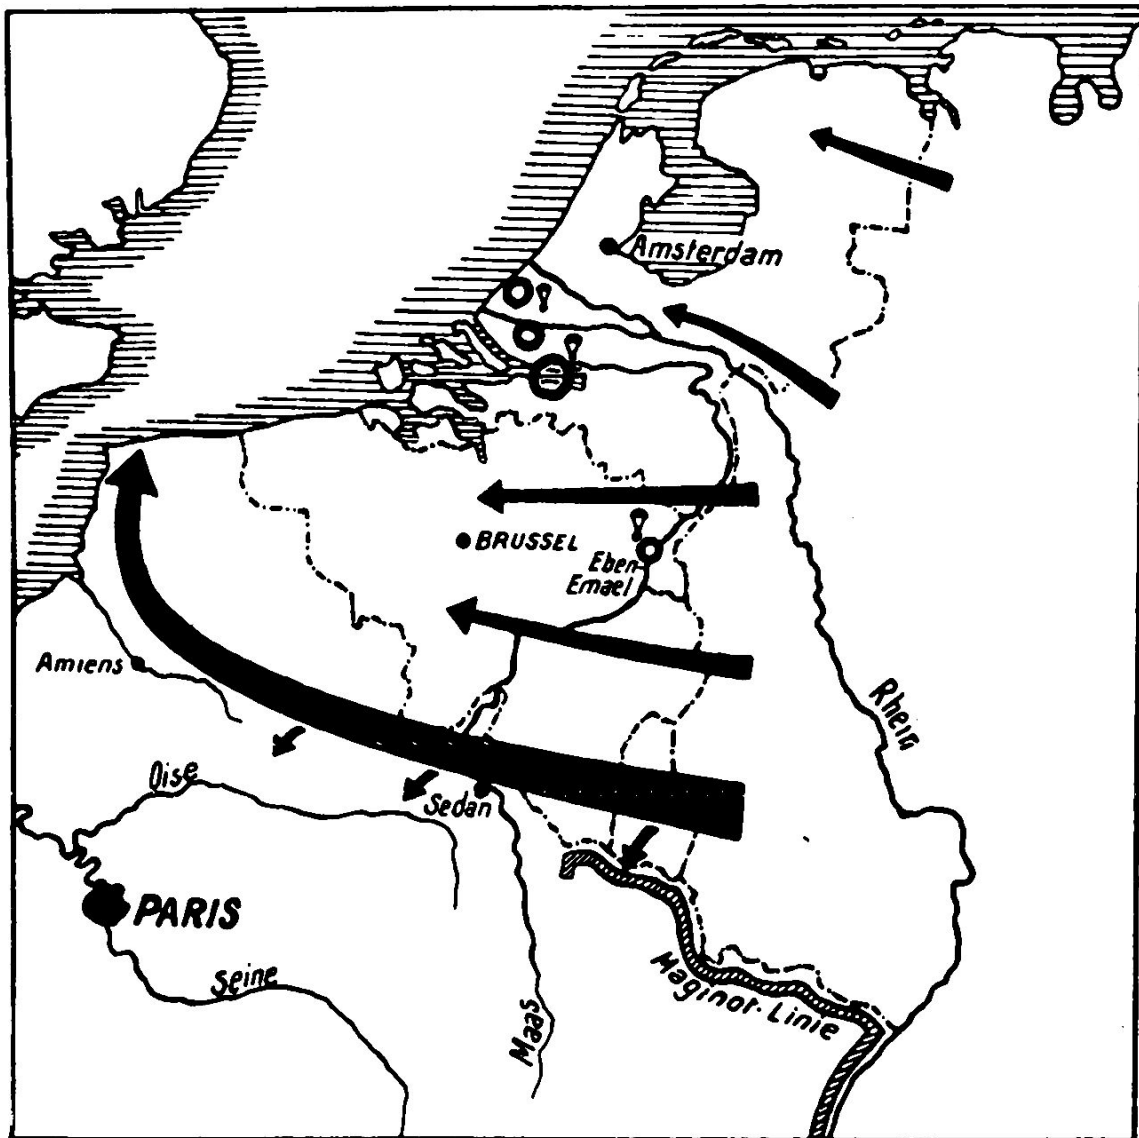 Amsterdam
BRUSSEL
Eben
Emael
Amiens
Rhein
Oise
Sedan
PARIS
Seine
Maginot-Linie
Maas